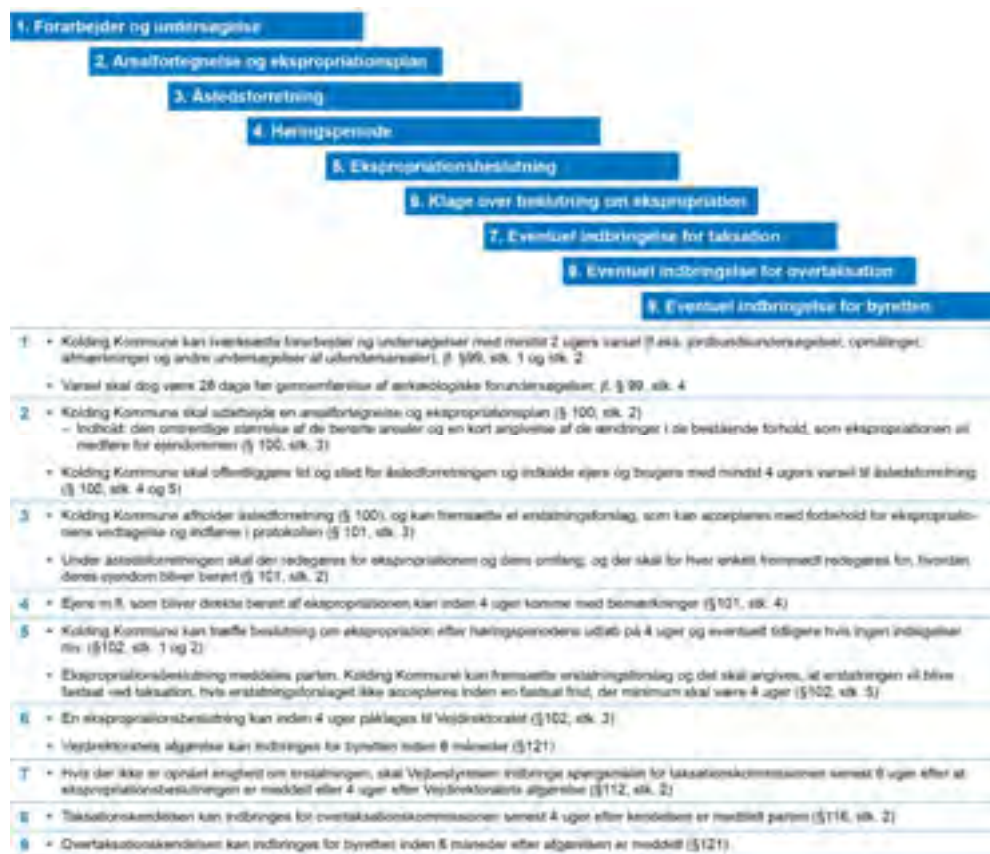 1. Forarbejder og undersøgelse
2. Arealfortegnelse og ekspropriationsplan
3. Åstedsforretning
4. Høringsperiode
5. Ekspropriationsbeslutning
6. Klage over beslutning om ekspropriation
7. Eventuel indbringelse for taksation
8. Eventuel indbringelse for overtaksation
9. Eventuel indbringelse for byretten
1 • Kolding Kommune kan iværksætte forarbejder og undersøgelser med mindst 2 ugers varsel (f.eks. jordbundsundersøgelser, opmålinger,
afmærkninger og andre undersøgelser af udendørsarealer), jf. §99, stk. 1 og stk. 2
• Varsel skal dog være 28 dage før gennemførelse af arkæologiske forundersøgelser, jf. § 99, stk. 4
2 • Kolding Kommune skal udarbejde en arealfortegnelse og ekspropriationsplan (§ 100, stk. 2)
– Indhold: den omtrentlige størrelse af de berørte arealer og en kort angivelse af de ændringer i de bestående forhold, som ekspropriationen vil
medføre for ejendommen (§ 100, stk. 3)
• Kolding Kommune skal offentliggøre tid og sted for åstedforretningen og indkalde ejere og brugere med mindst 4 ugers varsel til åstedsforretning
(§ 100, stk. 4 og 5)
3 • Kolding Kommune afholder åstedforretning (§ 100), og kan fremsætte et erstatningsforslag, som kan accepteres med forbehold for ekspropriatio-
nens vedtagelse og indføres i protokollen (§ 101, stk. 3)
• Under åstedsforretningen skal der redegøres for ekspropriationen og dens omfang, og der skal for hver enkelt fremmødt redegøres for, hvordan
deres ejendom bliver berørt (§ 101, stk. 2)
4 • Ejere m.fl. som bliver direkte berørt af ekspropriationen kan inden 4 uger komme med bemærkninger (§101, stk. 4)
5 • Kolding Kommune kan træffe beslutning om ekspropriation efter høringsperiodens udløb på 4 uger og eventuelt tidligere hvis ingen indsigelser
mv. (§102, stk. 1 og 2)
• Ekspropriationsbeslutning meddeles parten. Kolding Kommune kan fremsætte erstatningsforslag og det skal angives, at erstatningen vil blive
fastsat ved taksation, hvis erstatningsforslaget ikke accepteres inden en fastsat frist, der minimum skal være 4 uger (§102, stk. 5)
6 • En ekspropriationsbeslutning kan inden 4 uger påklages til Vejdirektoratet (§102, stk. 3)
• Vejdirektoratets afgørelse kan indbringes for byretten inden 6 måneder (§121)
7 • Hvis der ikke er opnået enighed om erstatningen, skal Vejbestyrelsen indbringe spørgsmålet for taksationskommissionen senest 6 uger efter at
ekspropriationsbeslutningen er meddelt eller 4 uger efter Vejdirektoratets afgørelse (§112, stk. 2)
8 • Taksationskendelsen kan indbringes for overtaksationskommissionen senest 4 uger efter kendelsen er meddelt parten (§116, stk. 2)
9 • Overtaksationskendelsen kan indbringes for byretten inden 6 måneder efter afgørelsen er meddelt (§121)